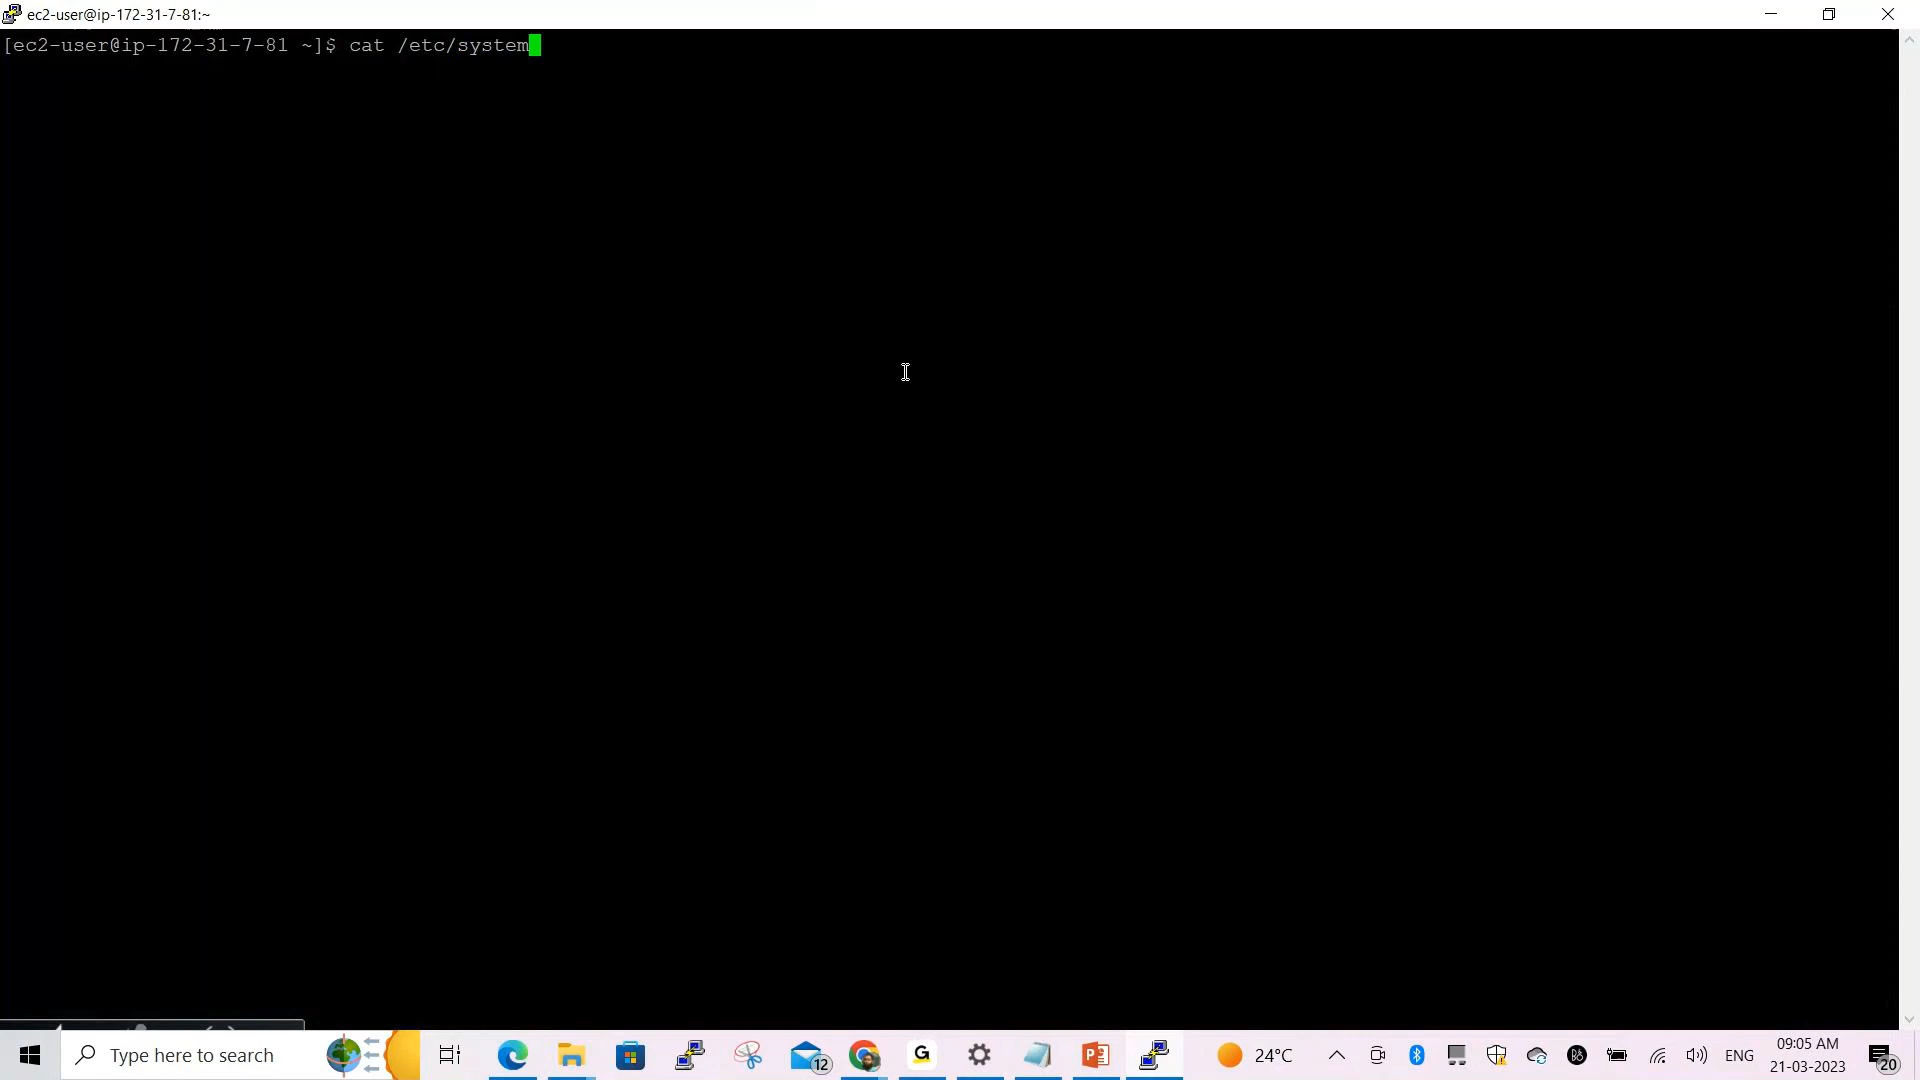 ec2-user@ip-172-31-7-81:~
[ec2-user@ip-172-31-7-81 ~]$ cat /etc/system
Type here to search
12
G
24°C
ENG
09:05 AM
21-03-2023
20